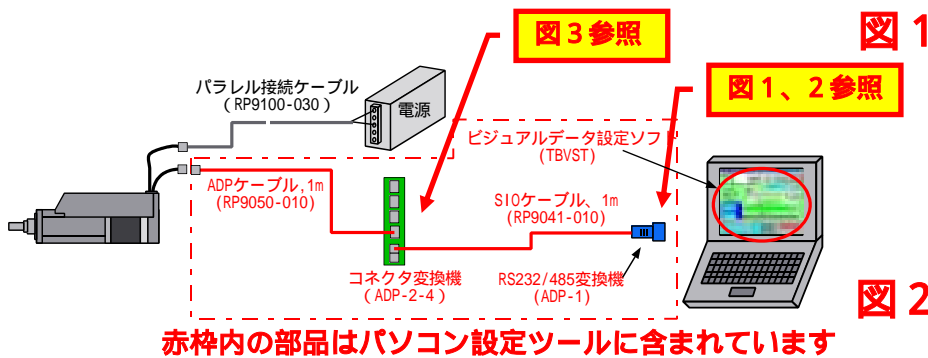 図1
図3参照
図1、2参照
パラレル接続ケーブル
(RP9100-030)
電源
ビジュアルデータ設定ソフ
(TBVST)
ADPケーブル,1m
(RP9050-010)
SIOケーブル、1m
(RP9041-010)
コネクタ変換機
(ADP-2-4)
RS232/485変換機
(ADP-1)
図2
赤枠内の部品はパソコン設定ツールに含まれています